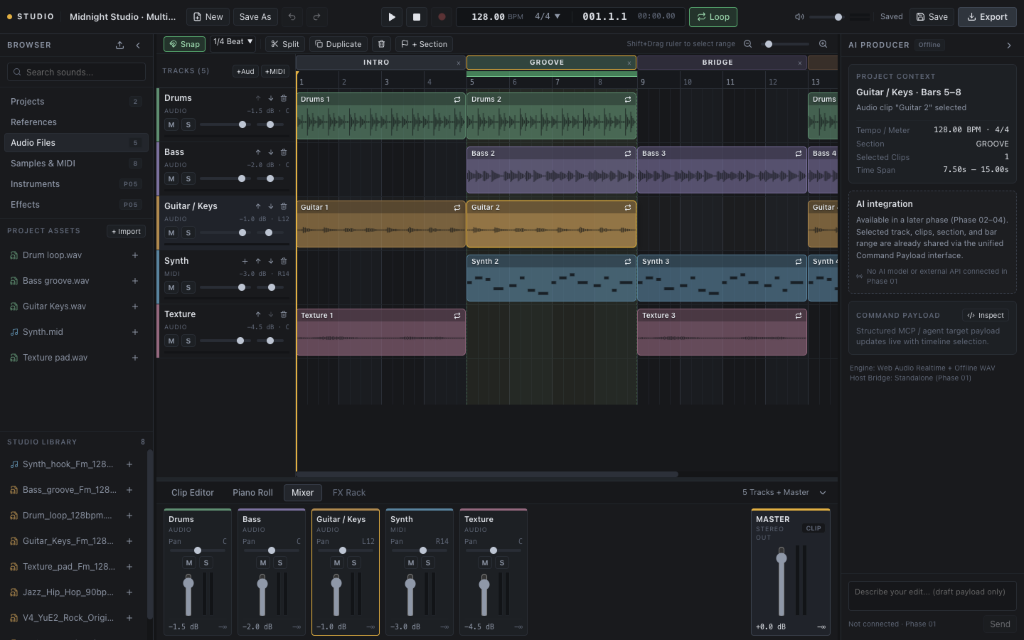 STUDIO
Midnight Studio · Multi...
New
Save As
128.00 BPM
4/4
001.1.1
00:00.00
Loop
Saved
Save
Export
BROWSER
Search sounds...
Projects 2
References
Audio Files 5
Samples & MIDI 8
Instruments P05
Effects P05
PROJECT ASSETS
+ Import
Drum loop.wav +
Bass groove.wav +
Guitar Keys.wav +
Synth.mid +
Texture pad.wav +
STUDIO LIBRARY 8
Synth_hook_Fm_128... +
Bass_groove_Fm_128... +
Drum_loop_128bpm.... +
Guitar_Keys_Fm_128... +
Texture_pad_Fm_128... +
Jazz_Hip_Hop_90bp... +
V4_YuE2_Rock_Origi... +
Snap
1/4 Beat
Split
Duplicate
+ Section
Shift+Drag ruler to select range
TRACKS (5)
+Aud
+MIDI
INTRO x
GROOVE x
BRIDGE x
1 2 3 4 5 6 7 8 9 10 11 12 13
Drums
AUDIO -1.5 dB · C
M S
Drums 1
Drums 2
Drums
Bass
AUDIO -2.0 dB · C
M S
Bass 2
Bass 3
Bass 4
Guitar / Keys
AUDIO -1.0 dB · L12
M S
Guitar 1
Guitar 2
Guitar
Synth
MIDI -3.0 dB · R14
M S
Synth 2
Synth 3
Synth 4
Texture
AUDIO -4.5 dB · C
M S
Texture 1
Texture 3
Clip Editor
Piano Roll
Mixer
FX Rack
5 Tracks + Master
Drums
AUDIO
Pan C
M S
-1.5 dB -∞
Bass
AUDIO
Pan C
M S
-2.0 dB -∞
Guitar / Keys
AUDIO
Pan L12
M S
-1.0 dB -∞
Synth
MIDI
Pan R14
M S
-3.0 dB -∞
Texture
AUDIO
Pan C
M S
-4.5 dB -∞
MASTER
STEREO OUT
CLIP
+0.0 dB -∞
AI PRODUCER
Offline
PROJECT CONTEXT
Guitar / Keys · Bars 5–8
Audio clip "Guitar 2" selected
Tempo / Meter 128.00 BPM · 4/4
Section GROOVE
Selected Clips 1
Time Span 7.50s – 15.00s
AI integration
Available in a later phase (Phase 02–04).
Selected track, clips, section, and bar
range are already shared via the unified
Command Payload interface.
No AI model or external API connected in
Phase 01
COMMAND PAYLOAD
</> Inspect
Structured MCP / agent target payload
updates live with timeline selection.
Engine: Web Audio Realtime + Offline WAV
Host Bridge: Standalone (Phase 01)
Describe your edit... (draft payload only)
Not connected · Phase 01
Send